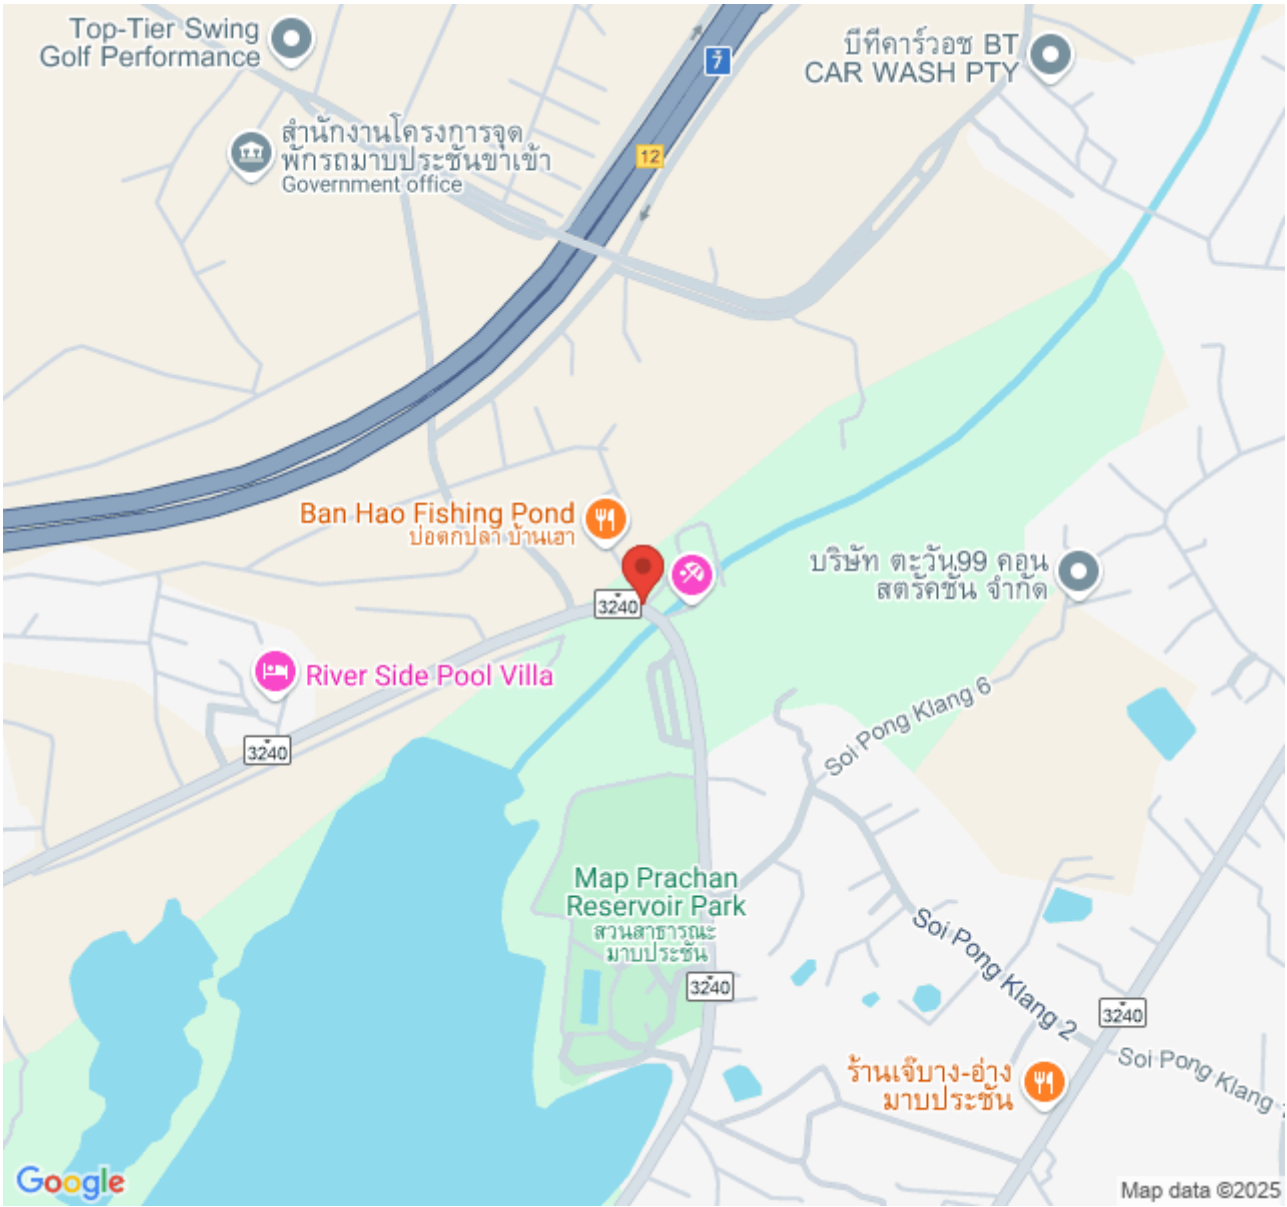 Top-Tier Swing
Golf Performance
7
บีทีคาร์วอช BT
CAR WASH PTY
สำนักงานโครงการจุด
พักรถมาบประชันขาเข้า
Government office
12
Ban Hao Fishing Pond
บ่อตกปลา บ้านเฮา
บริษัท ตะวัน99 คอน
สตรัคชัน จำกัด
3240
River Side Pool Villa
3240
Soi Pong Klang 6
Map Prachan
Reservoir Park
สวนสาธารณะ
มาบประชัน
Soi Pong Klang 2
3240
3240
Soi Pong Klang
ร้านเจ๊บาง-อ่าง
มาบประชัน
Google
Map data ©2025